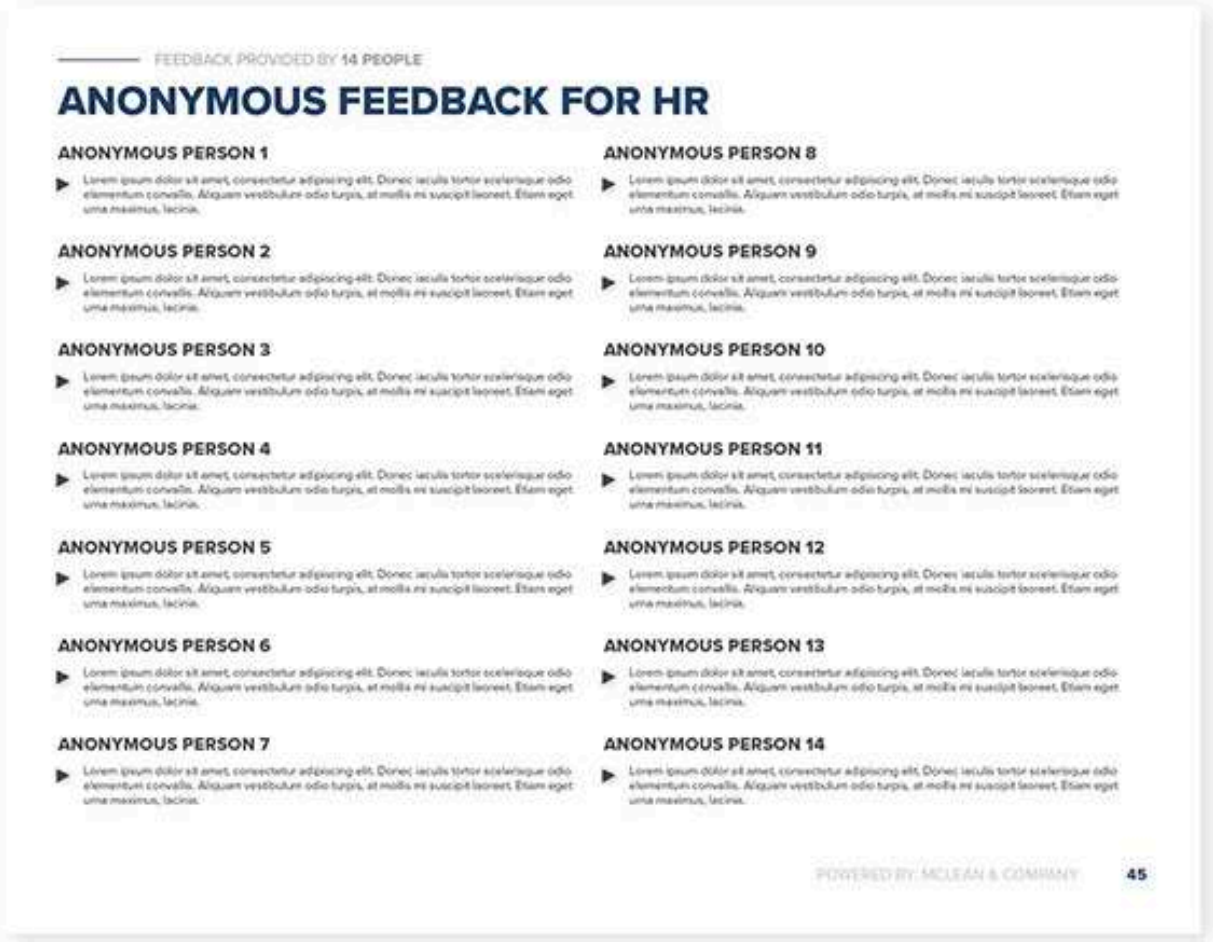 FEEDBACK PROVIDED BY 14 PEOPLE
ANONYMOUS FEEDBACK FOR HR
ANONYMOUS PERSON 1
▶ Lorem ipsum dolor sit amet, consectetur adipiscing elit. Donec iaculis tortor scelerisque odio
elementum convallis. Aliquam vestibulum odio turpis, at mollis mi suscipit laoreet. Etiam eget
urna maximus, lacinia.
ANONYMOUS PERSON 2
▶ Lorem ipsum dolor sit amet, consectetur adipiscing elit. Donec iaculis tortor scelerisque odio
elementum convallis. Aliquam vestibulum odio turpis, at mollis mi suscipit laoreet. Etiam eget
urna maximus, lacinia.
ANONYMOUS PERSON 3
▶ Lorem ipsum dolor sit amet, consectetur adipiscing elit. Donec iaculis tortor scelerisque odio
elementum convallis. Aliquam vestibulum odio turpis, at mollis mi suscipit laoreet. Etiam eget
urna maximus, lacinia.
ANONYMOUS PERSON 4
▶ Lorem ipsum dolor sit amet, consectetur adipiscing elit. Donec iaculis tortor scelerisque odio
elementum convallis. Aliquam vestibulum odio turpis, at mollis mi suscipit laoreet. Etiam eget
urna maximus, lacinia.
ANONYMOUS PERSON 5
▶ Lorem ipsum dolor sit amet, consectetur adipiscing elit. Donec iaculis tortor scelerisque odio
elementum convallis. Aliquam vestibulum odio turpis, at mollis mi suscipit laoreet. Etiam eget
urna maximus, lacinia.
ANONYMOUS PERSON 6
▶ Lorem ipsum dolor sit amet, consectetur adipiscing elit. Donec iaculis tortor scelerisque odio
elementum convallis. Aliquam vestibulum odio turpis, at mollis mi suscipit laoreet. Etiam eget
urna maximus, lacinia.
ANONYMOUS PERSON 7
▶ Lorem ipsum dolor sit amet, consectetur adipiscing elit. Donec iaculis tortor scelerisque odio
elementum convallis. Aliquam vestibulum odio turpis, at mollis mi suscipit laoreet. Etiam eget
urna maximus, lacinia.
ANONYMOUS PERSON 8
▶ Lorem ipsum dolor sit amet, consectetur adipiscing elit. Donec iaculis tortor scelerisque odio
elementum convallis. Aliquam vestibulum odio turpis, at mollis mi suscipit laoreet. Etiam eget
urna maximus, lacinia.
ANONYMOUS PERSON 9
▶ Lorem ipsum dolor sit amet, consectetur adipiscing elit. Donec iaculis tortor scelerisque odio
elementum convallis. Aliquam vestibulum odio turpis, at mollis mi suscipit laoreet. Etiam eget
urna maximus, lacinia.
ANONYMOUS PERSON 10
▶ Lorem ipsum dolor sit amet, consectetur adipiscing elit. Donec iaculis tortor scelerisque odio
elementum convallis. Aliquam vestibulum odio turpis, at mollis mi suscipit laoreet. Etiam eget
urna maximus, lacinia.
ANONYMOUS PERSON 11
▶ Lorem ipsum dolor sit amet, consectetur adipiscing elit. Donec iaculis tortor scelerisque odio
elementum convallis. Aliquam vestibulum odio turpis, at mollis mi suscipit laoreet. Etiam eget
urna maximus, lacinia.
ANONYMOUS PERSON 12
▶ Lorem ipsum dolor sit amet, consectetur adipiscing elit. Donec iaculis tortor scelerisque odio
elementum convallis. Aliquam vestibulum odio turpis, at mollis mi suscipit laoreet. Etiam eget
urna maximus, lacinia.
ANONYMOUS PERSON 13
▶ Lorem ipsum dolor sit amet, consectetur adipiscing elit. Donec iaculis tortor scelerisque odio
elementum convallis. Aliquam vestibulum odio turpis, at mollis mi suscipit laoreet. Etiam eget
urna maximus, lacinia.
ANONYMOUS PERSON 14
▶ Lorem ipsum dolor sit amet, consectetur adipiscing elit. Donec iaculis tortor scelerisque odio
elementum convallis. Aliquam vestibulum odio turpis, at mollis mi suscipit laoreet. Etiam eget
urna maximus, lacinia.
POWERED BY: MCLEAN & COMPANY 45